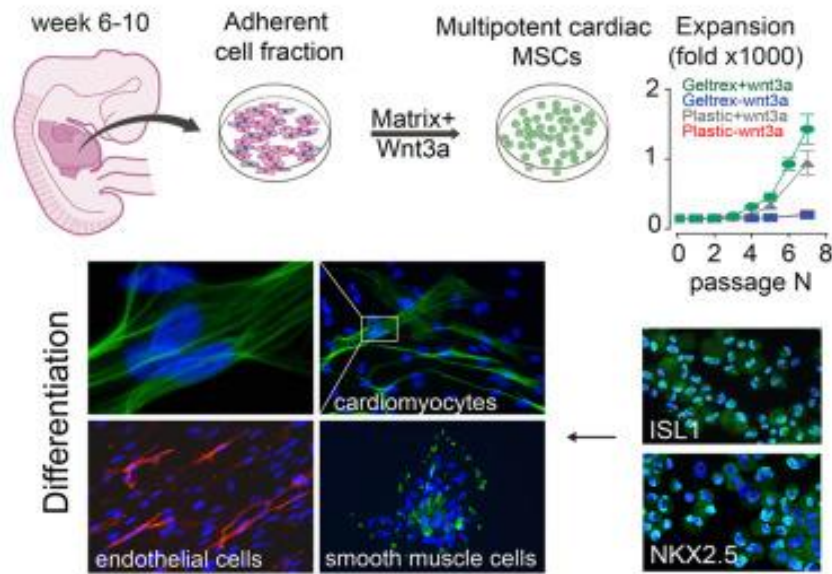 week 6-10
Adherent
cell fraction
Matrix+
Wnt3a
Multipotent cardiac
MSCs
Expansion
(fold x1000)
Geltrex+wnt3a
Geltrex-wnt3a
Plastic+wnt3a
Plastic-wnt3a
2
1
0
0 2 4 6 8
passage N
Differentiation
cardiomyocytes
endothelial cells
smooth muscle cells
ISL1
NKX2.5